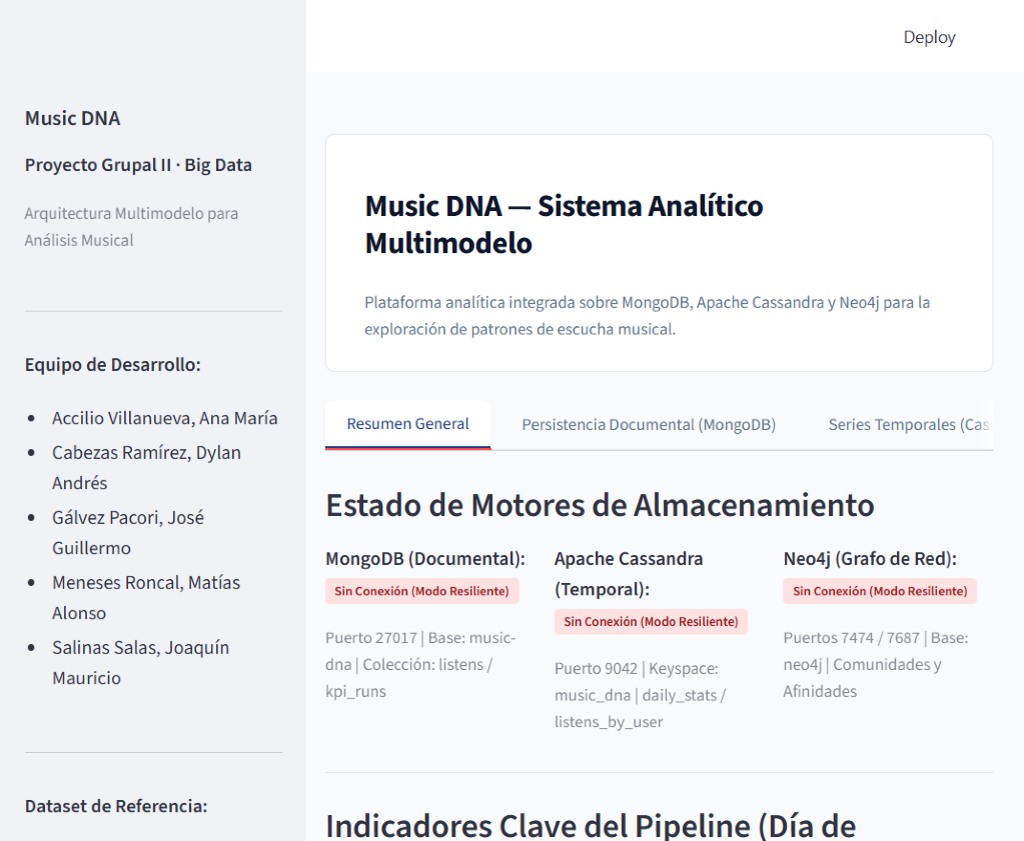 Deploy
Music DNA
Proyecto Grupal II · Big Data
Arquitectura Multimodelo para
Análisis Musical
Equipo de Desarrollo:
Accilio Villanueva, Ana María
Cabezas Ramírez, Dylan
Andrés
Gálvez Pacori, José
Guillermo
Meneses Roncal, Matías
Alonso
Salinas Salas, Joaquín
Mauricio
Dataset de Referencia:
Music DNA — Sistema Analítico
Multimodelo
Plataforma analítica integrada sobre MongoDB, Apache Cassandra y Neo4j para la
exploración de patrones de escucha musical.
Resumen General
Persistencia Documental (MongoDB)
Series Temporales (Cas
Estado de Motores de Almacenamiento
MongoDB (Documental):
Sin Conexión (Modo Resiliente)
Puerto 27017 | Base: music-
dna | Colección: listens /
kpi_runs
Apache Cassandra
(Temporal):
Sin Conexión (Modo Resiliente)
Puerto 9042 | Keyspace:
music_dna | daily_stats /
listens_by_user
Neo4j (Grafo de Red):
Sin Conexión (Modo Resiliente)
Puertos 7474 / 7687 | Base:
neo4j | Comunidades y
Afinidades
Indicadores Clave del Pipeline (Día de